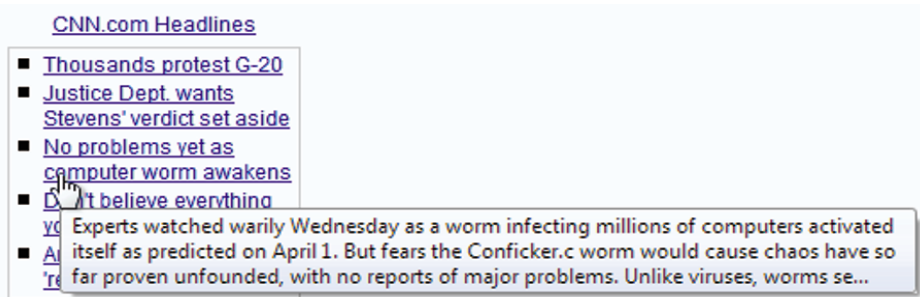 CNN.com Headlines
Thousands protest G-20
Justice Dept. wants
Stevens' verdict set aside
No problems yet as
computer worm awakens
believe everything
Experts watched warily Wednesday as a worm infecting millions of computers activated
itself as predicted on April 1. But fears the Conficker.c worm would cause chaos have so
far proven unfounded, with no reports of major problems. Unlike viruses, worms se...